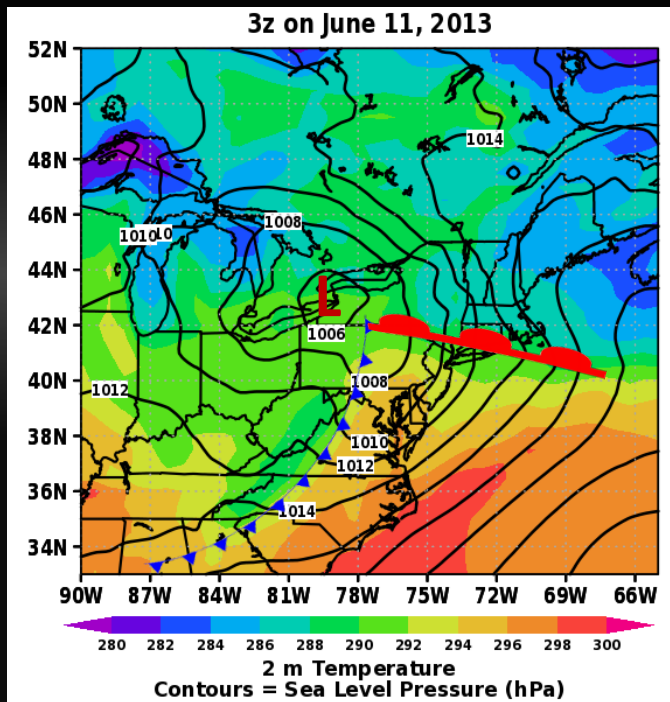 3z on June 11, 2013
52N
50N
1014
48N
46N
1008
1010 10
44N
L
42N
1006
40N
1008
1012
38N
1010
1012
36N
1014
34N
90W 87W 84W 81W 78W 75W 72W 69W 66W
280 282 284 286 288 290 292 294 296 298 300
2 m Temperature
Contours = Sea Level Pressure (hPa)